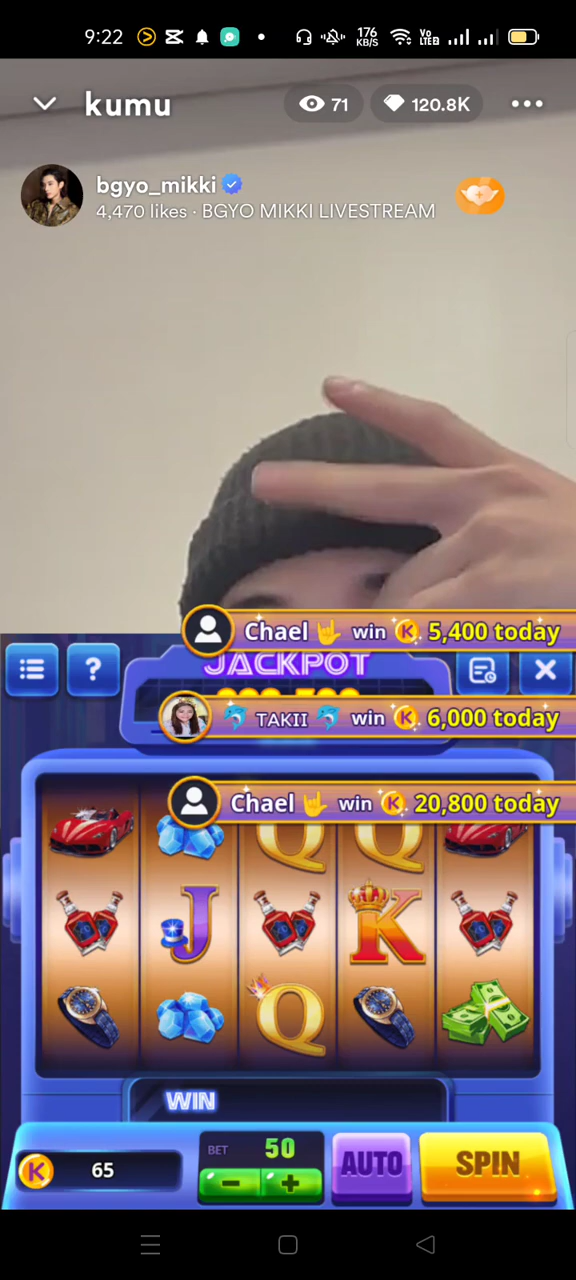 9:22
176
KB/S
VO
LTE 2
kumu
71
120.8K
bgyo_mikki
4,470 likes · BGYO MIKKI LIVESTREAM
Chael 🤟 win K 5,400 today
?
JACKPOT
🐬 TAKII 🐬 win K 6,000 today
Chael 🤟 win K 20,800 today
Q
Q
J
K
Q
WIN
K
65
BET
50
AUTO
SPIN